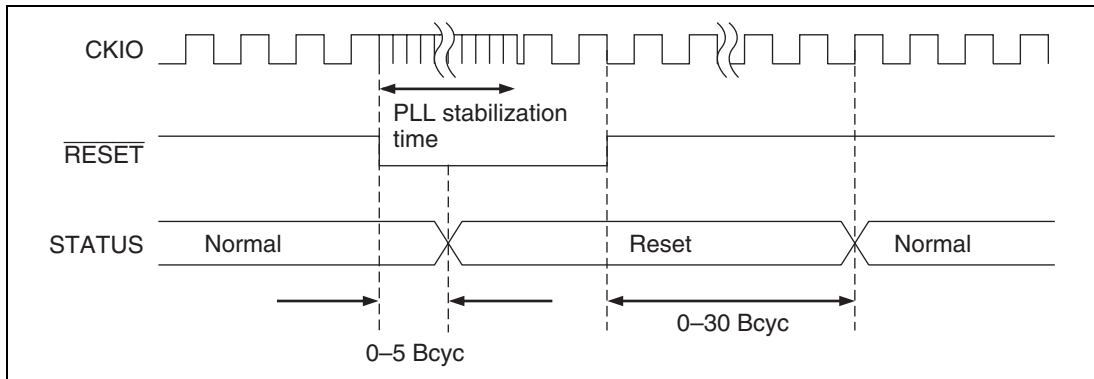 CKIO
PLL stabilization
time
RESET
STATUS
Normal
Reset
Normal
0–5 Bcyc
0–30 Bcyc